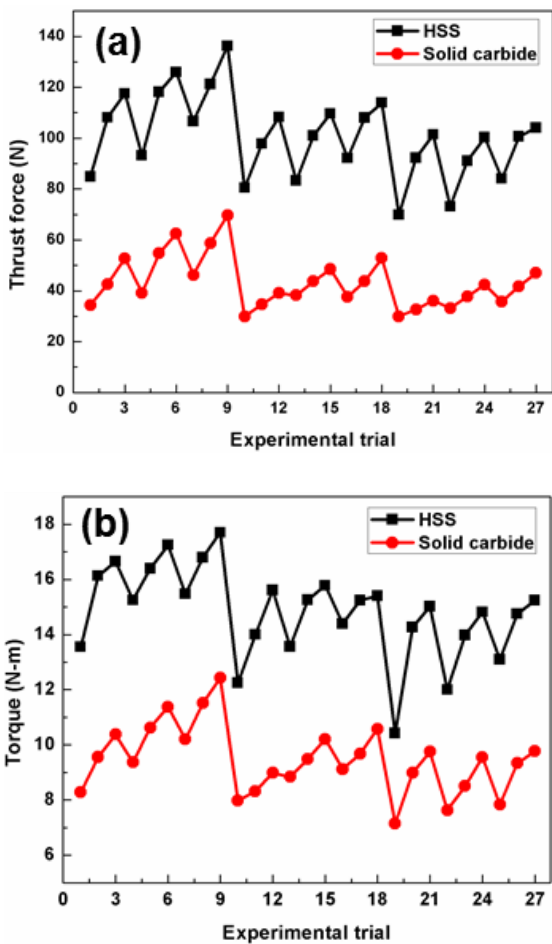 (a)
HSS
Solid carbide
Thrust force (N)
140
120
100
80
60
40
20
0
0 3 6 9 12 15 18 21 24 27
Experimental trial
(b)
HSS
Solid carbide
Torque (N-m)
18
16
14
12
10
8
6
0 3 6 9 12 15 18 21 24 27
Experimental trial